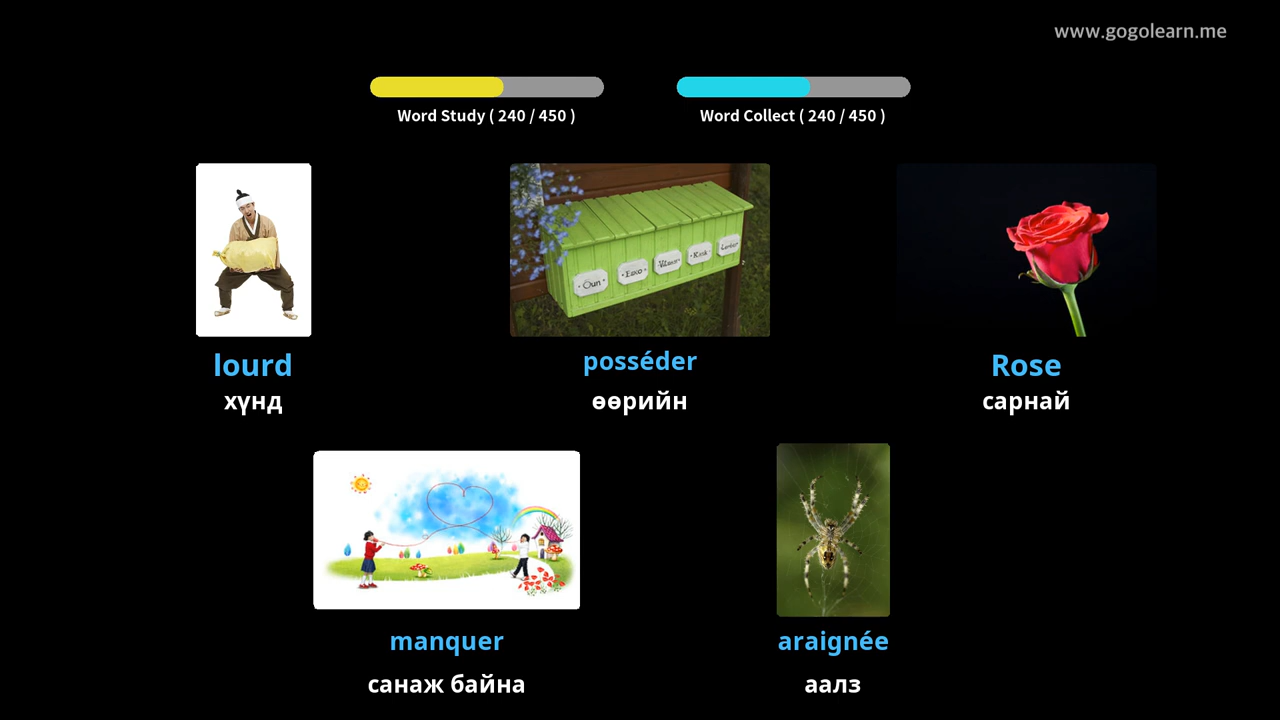 www.gogolearn.me
Word Study ( 240 / 450 )
Word Collect ( 240 / 450 )
Oun
lourd
posséder
Rose
хүнд
өөрийн
сарнай
manquer
araignée
санаж байна
аалз